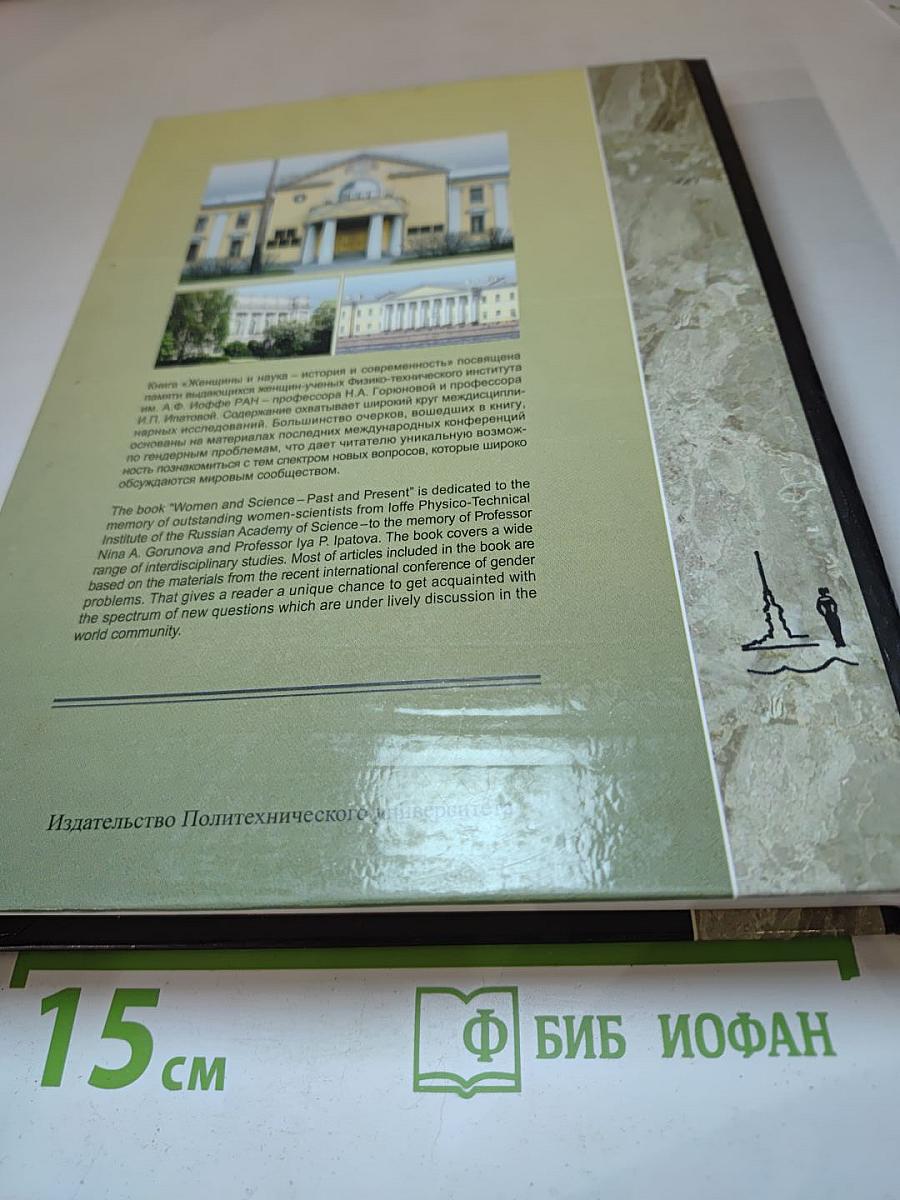 Книга «Женщины и наука – история и современность» посвящена
памяти выдающихся женщин-ученых Физико-технического института
им. А.Ф. Иоффе РАН – профессора Н.А. Горюновой и профессора
И.П. Ипатовой. Содержание охватывает широкий круг междисципли-
нарных исследований. Большинство очерков, вошедших в книгу,
основаны на материалах последних международных конференций
по гендерным проблемам, что дает читателю уникальную возмож-
ность познакомиться с тем спектром новых вопросов, которые широко
обсуждаются мировым сообществом.
The book "Women and Science – Past and Present" is dedicated to the
memory of outstanding women-scientists from Ioffe Physico-Technical
Institute of the Russian Academy of Science – to the memory of Professor
Nina A. Gorunova and Professor Iya P. Ipatova. The book covers a wide
range of interdisciplinary studies. Most of articles included in the book are
based on the materials from the recent international conference of gender
problems. That gives a reader a unique chance to get acquainted with
the spectrum of new questions which are under lively discussion in the
world community.
Издательство Политехнического университета
15 см
Ф БИБ ИОФАН